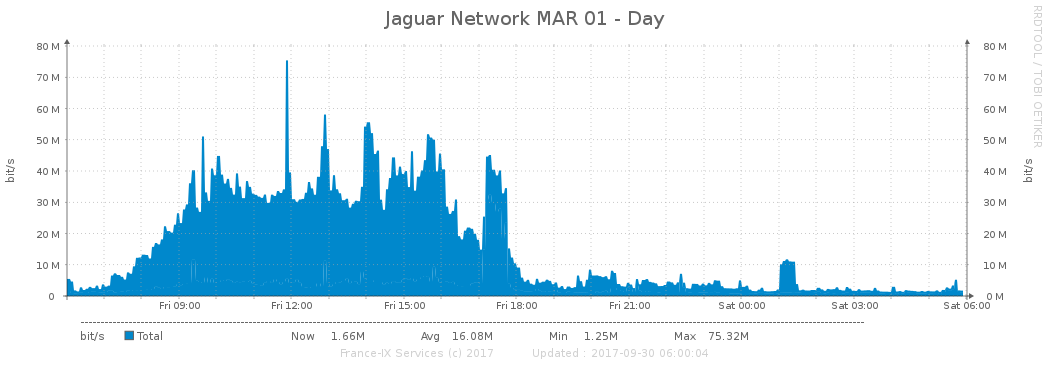 Jaguar Network MAR 01 - Day
RRDTOOL / TOBI OETIKER
80 M 80 M
70 M 70 M
60 M 60 M
50 M 50 M
40 M 40 M
30 M 30 M
20 M 20 M
10 M 10 M
0 0 M
bit/s
bit/s
Fri 09:00 Fri 12:00 Fri 15:00 Fri 18:00 Fri 21:00 Sat 00:00 Sat 03:00 Sat 06:00
bit/s Total Now 1.66M Avg 16.08M Min 1.25M Max 75.32M
France-IX Services (c) 2017 Updated : 2017-09-30 06:00:04